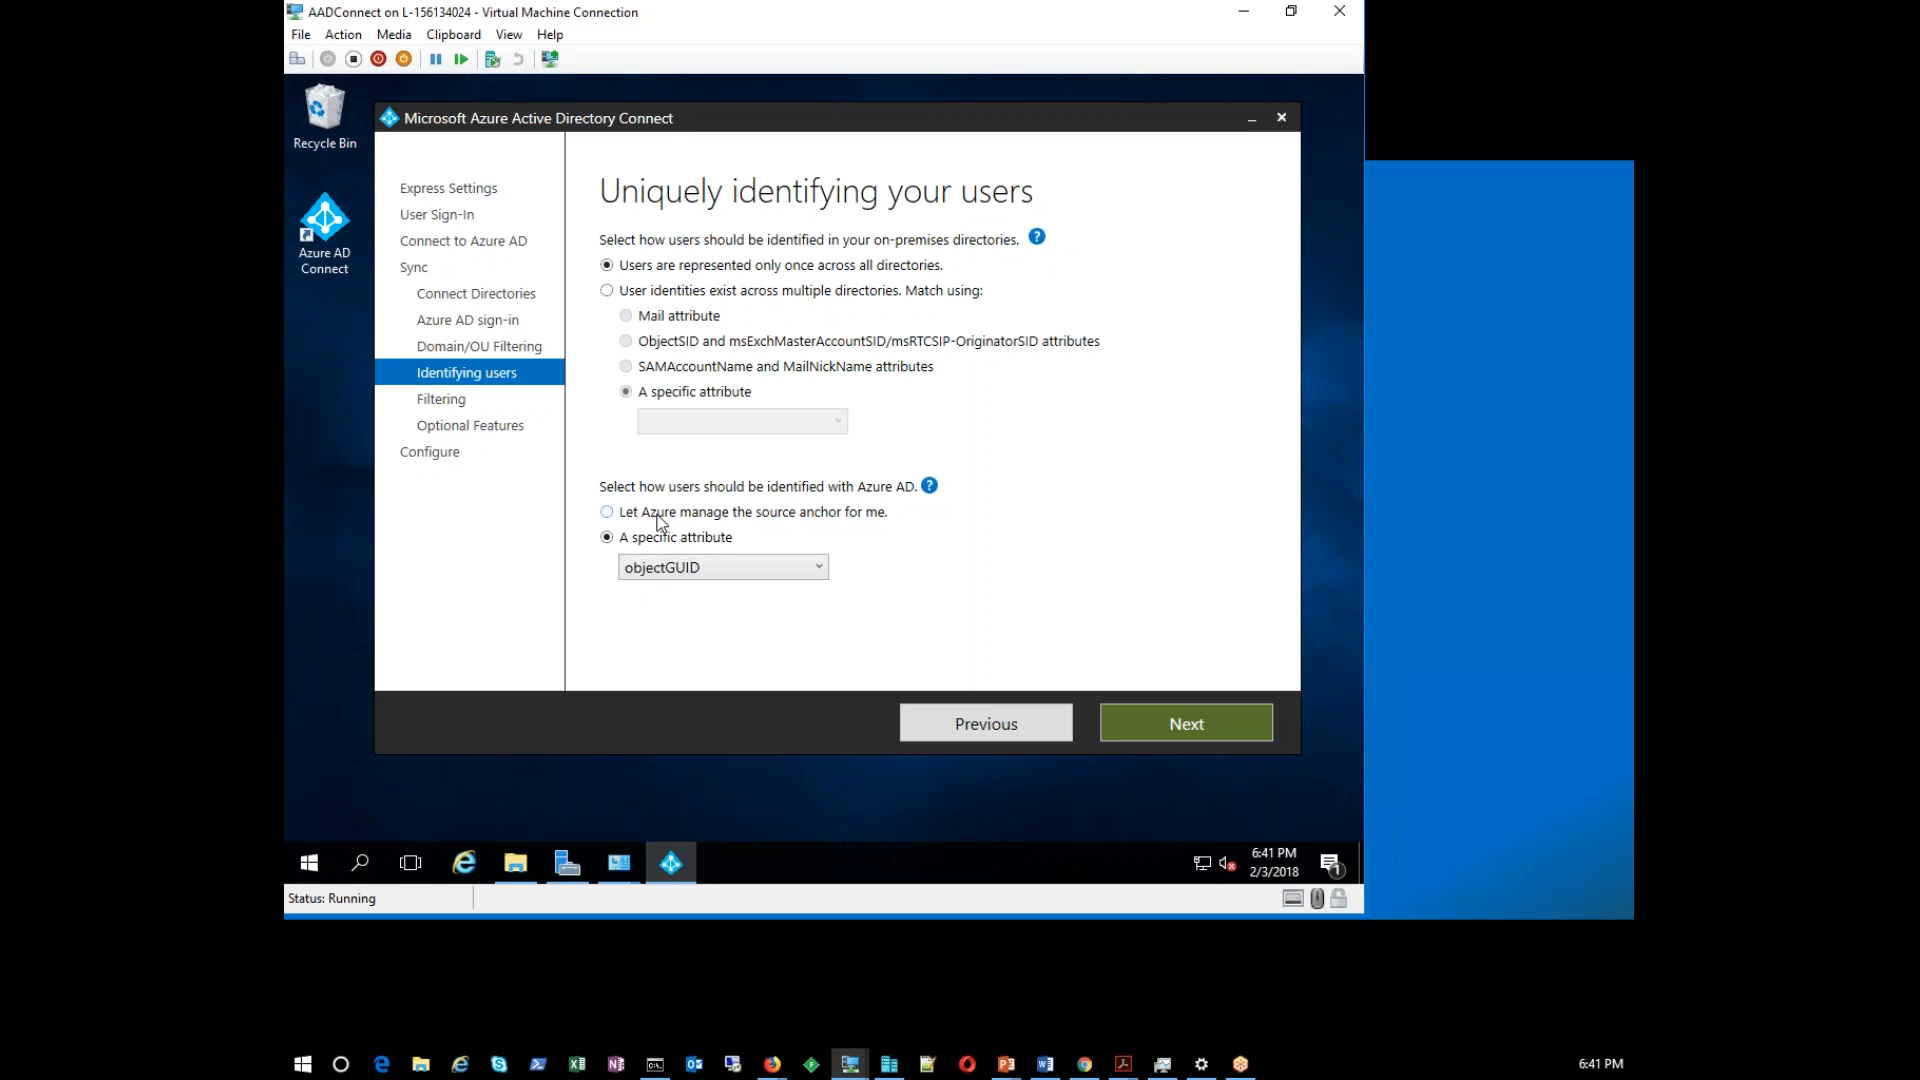 AADConnect on L-156134024 - Virtual Machine Connection
File Action Media Clipboard View Help
Recycle Bin
Azure AD
Connect
Microsoft Azure Active Directory Connect
Express Settings
User Sign-In
Connect to Azure AD
Sync
Connect Directories
Azure AD sign-in
Domain/OU Filtering
Identifying users
Filtering
Optional Features
Configure
Uniquely identifying your users
Select how users should be identified in your on-premises directories. ?
Users are represented only once across all directories.
User identities exist across multiple directories. Match using:
Mail attribute
ObjectSID and msExchMasterAccountSID/msRTCSIP-OriginatorSID attributes
SAMAccountName and MailNickName attributes
A specific attribute
Select how users should be identified with Azure AD. ?
Let Azure manage the source anchor for me.
A specific attribute
objectGUID
Previous
Next
6:41 PM
2/3/2018
1
Status: Running
6:41 PM